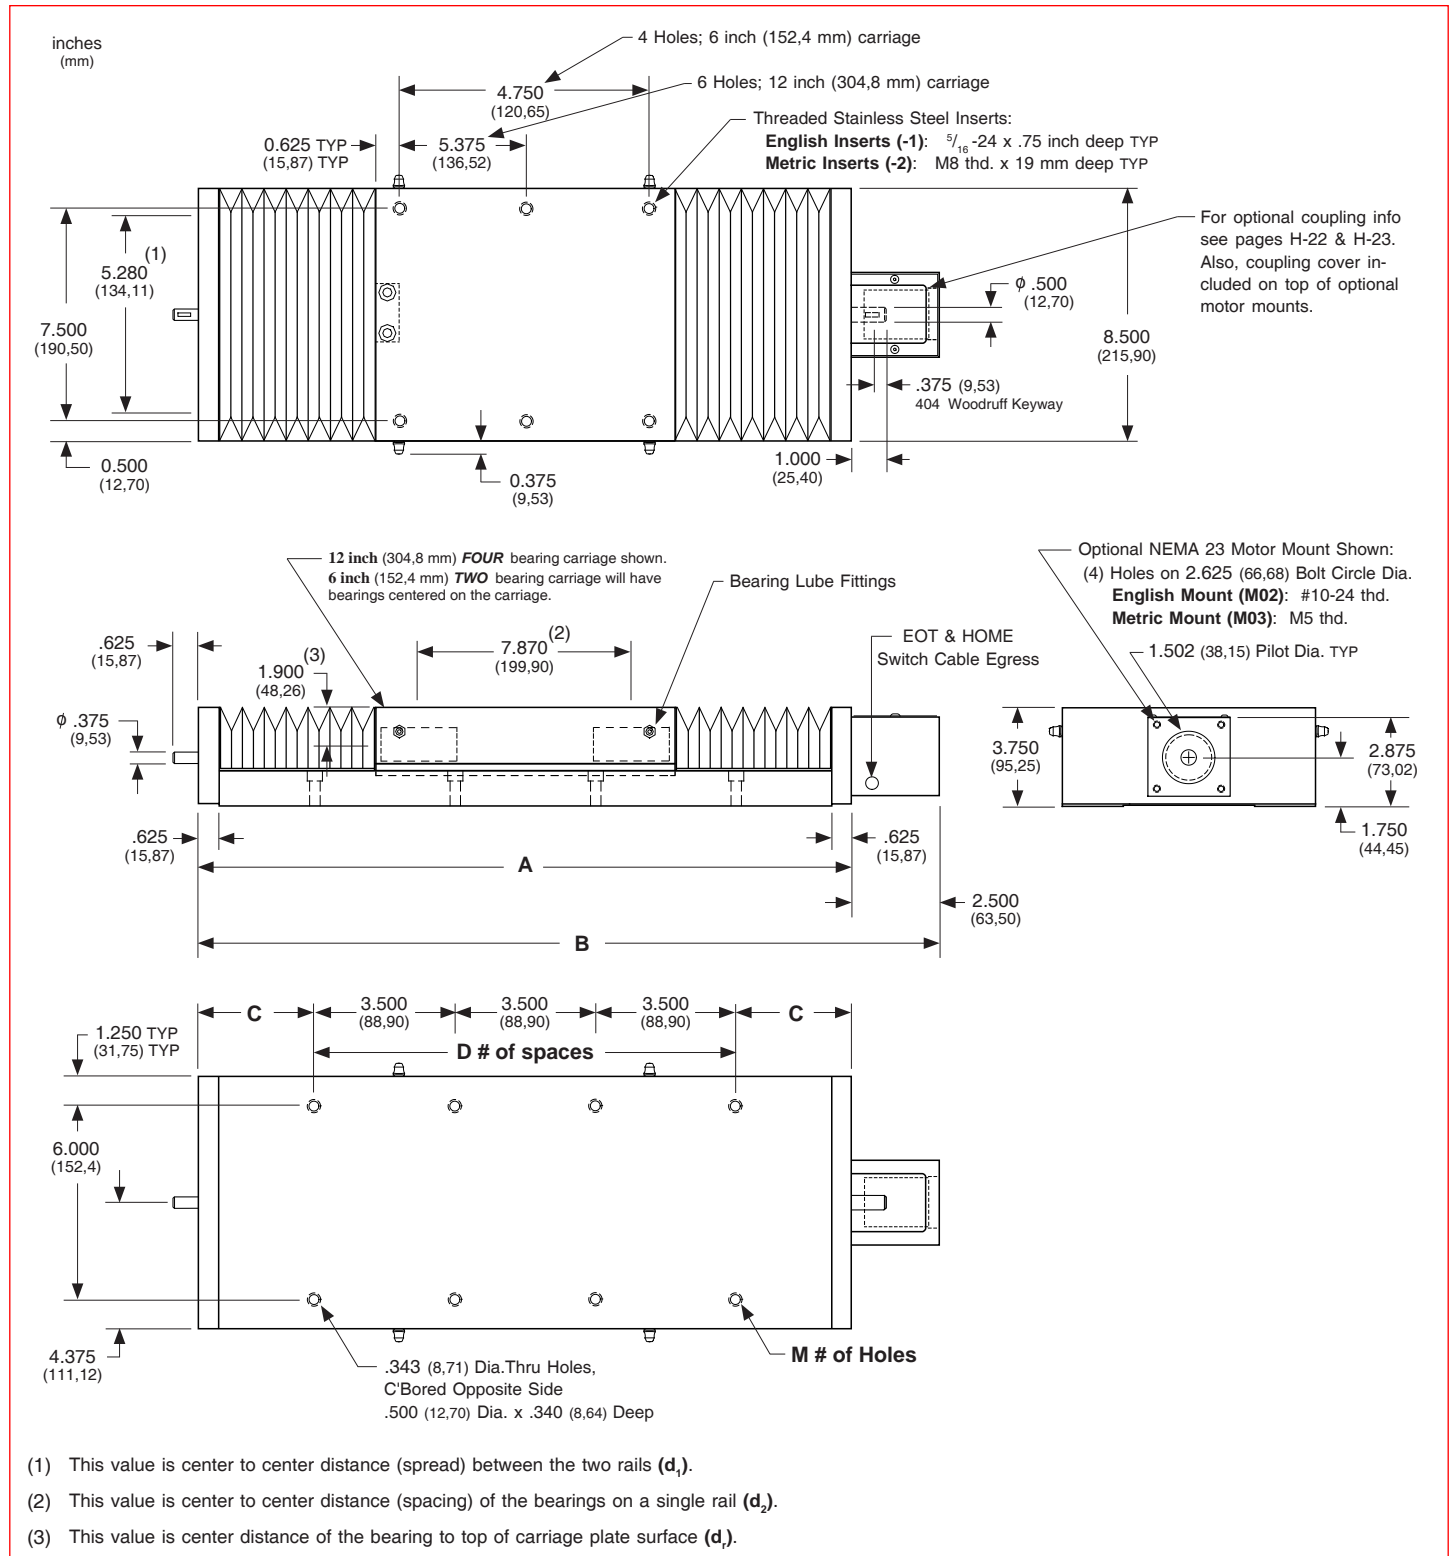 inches
(mm)
4 Holes; 6 inch (152,4 mm) carriage
4.750
(120,65)
6 Holes; 12 inch (304,8 mm) carriage
0.625 TYP
(15,87) TYP
5.375
(136,52)
Threaded Stainless Steel Inserts:
English Inserts (-1): 5/16 -24 x .75 inch deep TYP
Metric Inserts (-2): M8 thd. x 19 mm deep TYP
(1)
5.280
(134,11)
7.500
(190,50)
0.500
(12,70)
0.375
(9,53)
For optional coupling info
see pages H-22 & H-23.
Also, coupling cover in-
cluded on top of optional
motor mounts.
ϕ .500
(12,70)
8.500
(215,90)
.375 (9,53)
404 Woodruff Keyway
1.000
(25,40)
12 inch (304,8 mm) FOUR bearing carriage shown.
6 inch (152,4 mm) TWO bearing carriage will have
bearings centered on the carriage.
Bearing Lube Fittings
Optional NEMA 23 Motor Mount Shown:
(4) Holes on 2.625 (66,68) Bolt Circle Dia.
English Mount (M02): #10-24 thd.
Metric Mount (M03): M5 thd.
1.502 (38,15) Pilot Dia. TYP
.625
(15,87)
(3)
1.900
(48,26)
7.870(2)
(199,90)
EOT & HOME
Switch Cable Egress
ϕ .375
(9,53)
3.750
(95,25)
2.875
(73,02)
1.750
(44,45)
.625
(15,87)
A
.625
(15,87)
2.500
(63,50)
B
C
3.500
(88,90)
3.500
(88,90)
3.500
(88,90)
C
1.250 TYP
(31,75) TYP
D # of spaces
6.000
(152,4)
4.375
(111,12)
M # of Holes
.343 (8,71) Dia.Thru Holes,
C'Bored Opposite Side
.500 (12,70) Dia. x .340 (8,64) Deep
(1) This value is center to center distance (spread) between the two rails (d1).
(2) This value is center to center distance (spacing) of the bearings on a single rail (d2).
(3) This value is center distance of the bearing to top of carriage plate surface (dr).